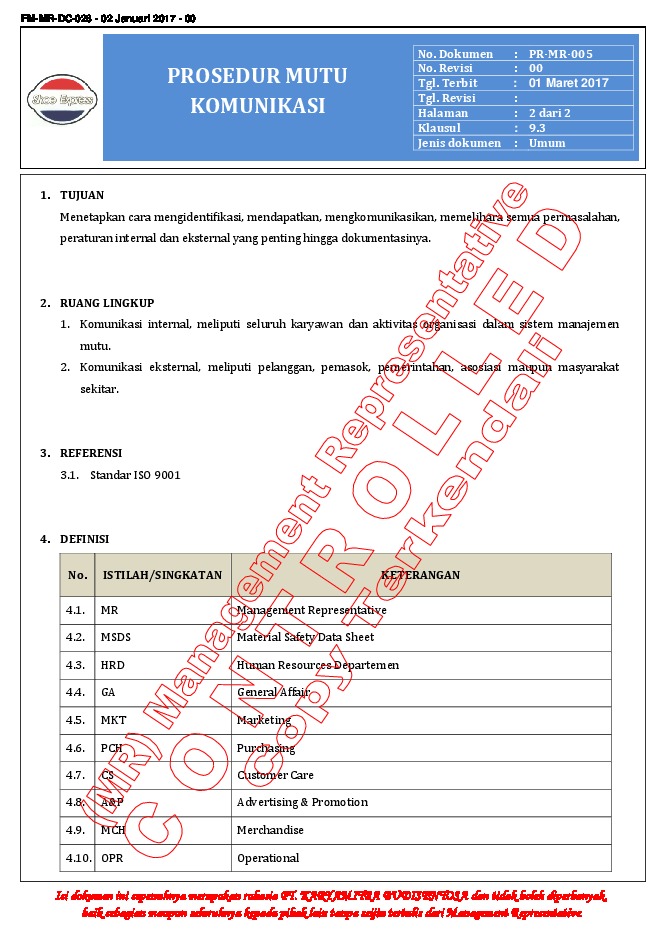 FM-MR-DC-026 - 02 Januari 2017 - 00
Shoe Express
PROSEDUR MUTU
KOMUNIKASI
No. Dokumen : PR-MR-005
No. Revisi : 00
Tgl. Terbit : 01 Maret 2017
Tgl. Revisi :
Halaman : 2 dari 2
Klausul : 9.3
Jenis dokumen : Umum
1. TUJUAN
Menetapkan cara mengidentifikasi, mendapatkan, mengkomunikasikan, memelihara semua permasalahan,
peraturan internal dan eksternal yang penting hingga dokumentasinya.
2. RUANG LINGKUP
1. Komunikasi internal, meliputi seluruh karyawan dan aktivitas organisasi dalam sistem manajemen
mutu.
2. Komunikasi eksternal, meliputi pelanggan, pemasok, pemerintahan, asosiasi maupun masyarakat
sekitar.
3. REFERENSI
3.1. Standar ISO 9001
4. DEFINISI
No. ISTILAH/SINGKATAN KETERANGAN
4.1. MR Management Representative
4.2. MSDS Material Safety Data Sheet
4.3. HRD Human Resources Departemen
4.4. GA General Affair
4.5. MKT Marketing
4.6. PCH Purchasing
4.7. CS Customer Care
4.8. A&P Advertising & Promotion
4.9. MCH Merchandise
4.10. OPR Operational
(MR) Management Representative
CONTROLLED
Copy Terkendali
Isi dokumen ini sepenuhnya merupakan rahasia PT. KARYAMITRA BUDISENTOSA dan tidak boleh diperbanyak,
baik sebagian maupun seluruhnya kepada pihak lain tanpa seijin tertulis dari Management Representative